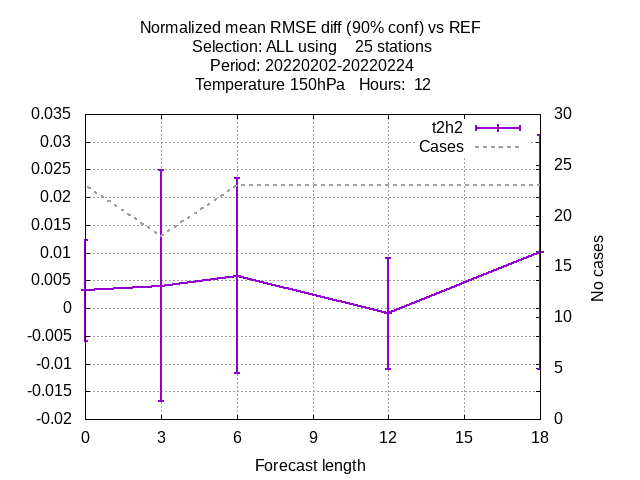 Normalized mean RMSE diff (90% conf) vs REF
Selection: ALL using    25 stations
Period: 20220202-20220224
Temperature 150hPa   Hours:  12
t2h2
Cases
0.035
0.03
0.025
0.02
0.015
0.01
0.005
0
-0.005
-0.01
-0.015
-0.02
30
25
20
15
10
5
0
No cases
0 3 6 9 12 15 18
Forecast length